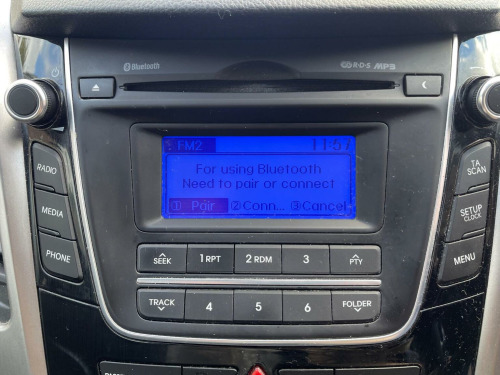 Bluetooth
R·D·S MP3
FM2 11:57
For using Bluetooth
Need to pair or connect
1 Pair 2 Conn... 3 Cancel
RADIO
MEDIA
PHONE
TA
SCAN
SETUP
CLOCK
MENU
SEEK 1 RPT 2 RDM 3 PTY
TRACK 4 5 6 FOLDER